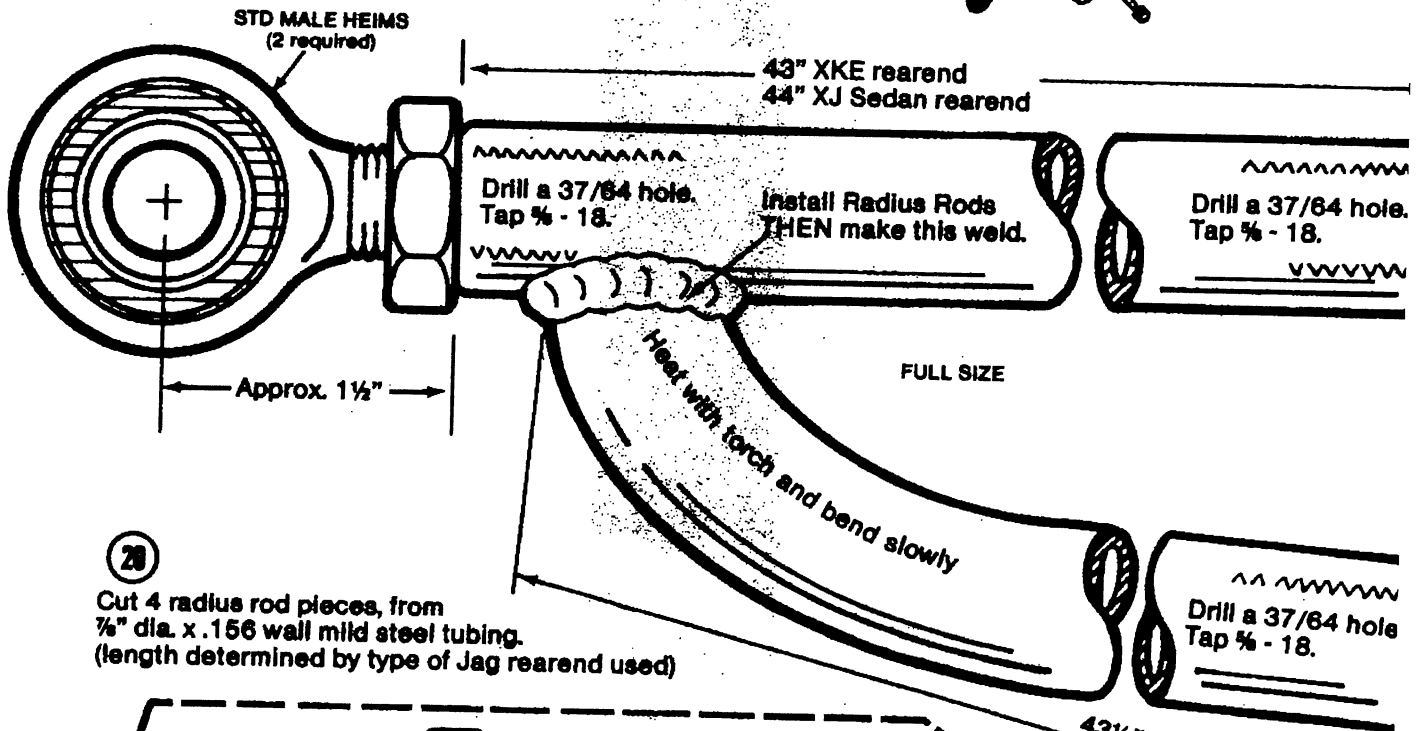 STD MALE HEIMS
(2 required)
43” XKE rearend
44” XJ Sedan rearend
Drill a 37/64 hole.
Tap ⅝ - 18.
Install Radius Rods
THEN make this weld.
Drill a 37/64 hole.
Tap ⅝ - 18.
Approx. 1½”
FULL SIZE
Heat with torch and bend slowly
Cut 4 radius rod pieces, from
⅞” dia. x .156 wall mild steel tubing.
(length determined by type of Jag rearend used)
Drill a 37/64 hole
Tap ⅝ - 18.